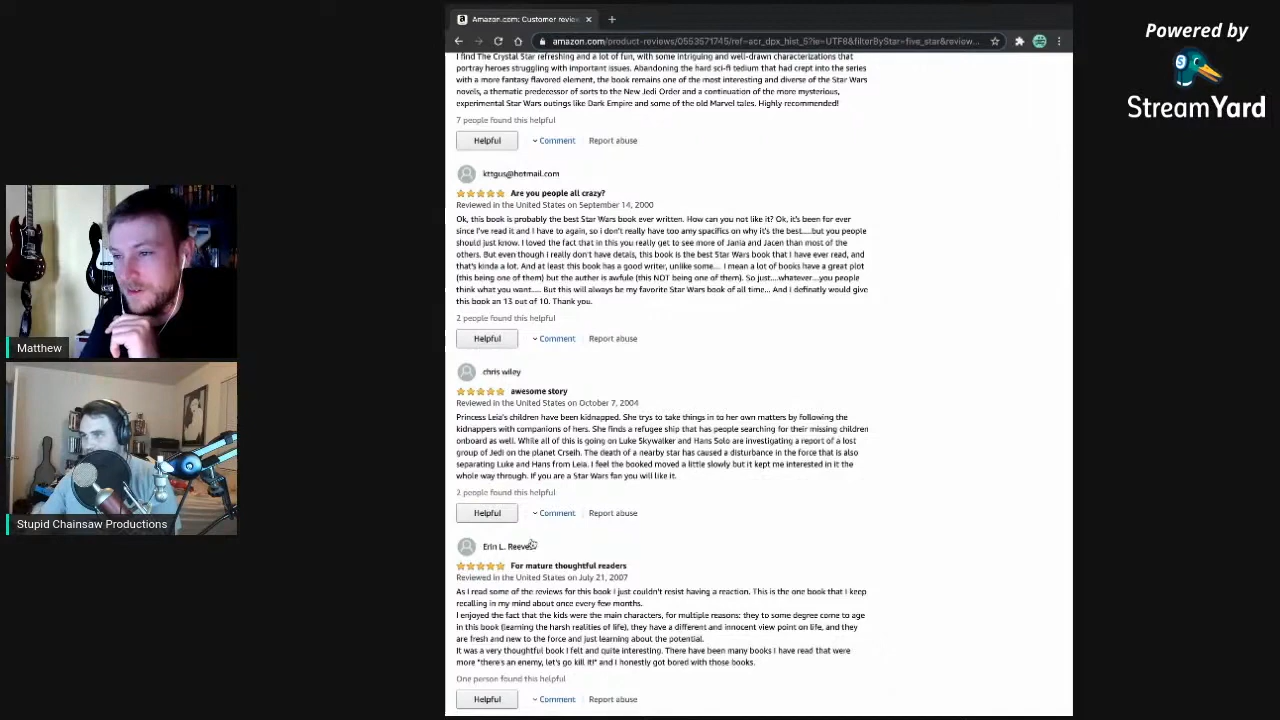 Amazon.com: Customer review
amazon.com/product-reviews/0553571745/ref=acr_dpx_hist_5?ie=UTF8&filterByStar=five_star&review...
Powered by
StreamYard
I find The Crystal Star refreshing and a lot of fun, with some intriguing and well-drawn characterizations that
portray heroes struggling with important issues. Abandoning the hard sci-fi tedium that had crept into the series
with a more fantasy flavored element, the book remains one of the most interesting and diverse of the Star Wars
novels, a thematic predecessor of sorts to the New Jedi Order and a continuation of the more mysterious,
experimental Star Wars outings like Dark Empire and some of the old Marvel tales. Highly recommended!
7 people found this helpful
Helpful
Comment
Report abuse
kttgus@hotmail.com
Are you people all crazy?
Reviewed in the United States on September 14, 2000
Ok, this book is probably the best Star Wars book ever written. How can you not like it? Ok, it's been for ever
since I've read it and I have to again, so i don't really have too any spacifics on why it's the best.....but you people
should just know. I loved the fact that in this you really get to see more of Jania and Jacen than most of the
others. But even though I really don't have detals, this book is the best Star Wars book that I have ever read, and
that's kinda a lot. And at least this book has a good writer, unlike some.... I mean a lot of books have a great plot
(this being one of them) but the auther is awfule (this NOT being one of them). So just....whatever...you people
think what you want..... But this will always be my favorite Star Wars book of all time... And i definatly would give
this book an 13 out of 10. Thank you.
2 people found this helpful
Helpful
Comment
Report abuse
chris wiley
awesome story
Reviewed in the United States on October 7, 2004
Princess Leia's children have been kidnapped. She trys to take things in to her own matters by following the
kidnappers with companions of hers. She finds a refugee ship that has people searching for their missing children
onboard as well. While all of this is going on Luke Skywalker and Hans Solo are investigating a report of a lost
group of Jedi on the planet Crseih. The death of a nearby star has caused a disturbance in the force that is also
separating Luke and Hans from Leia. I feel the booked moved a little slowly but it kept me interested in it the
whole way through. If you are a Star Wars fan you will like it.
2 people found this helpful
Helpful
Comment
Report abuse
Erin L. Reeves
For mature thoughtful readers
Reviewed in the United States on July 21, 2007
As I read some of the reviews for this book I just couldn't resist having a reaction. This is the one book that I keep
recalling in my mind about once every few months.
I enjoyed the fact that the kids were the main characters, for multiple reasons: they to some degree come to age
in this book (learning the harsh realities of life), they have a different and innocent view point on life, and they
are fresh and new to the force and just learning about the potential.
It was a very thoughtful book I felt and quite interesting. There have been many books I have read that were
more "there's an enemy, let's go kill it!" and I honestly got bored with those books.
One person found this helpful
Helpful
Comment
Report abuse
Matthew
Stupid Chainsaw Productions